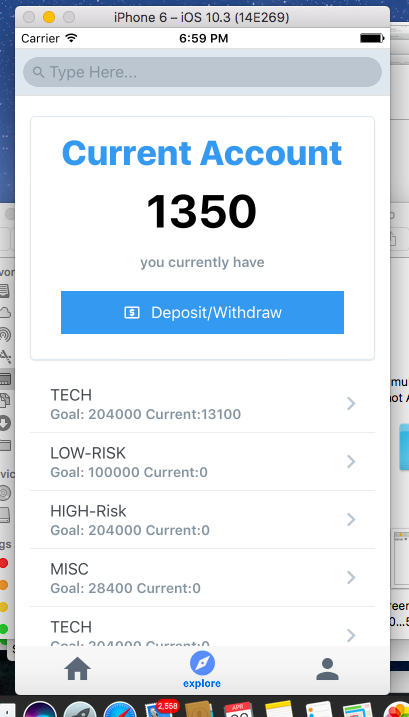 iPhone 6 – iOS 10.3 (14E269)
Carrier 6:59 PM
Type Here...
Current Account
1350
you currently have
Deposit/Withdraw
TECH
Goal: 204000 Current:13100
LOW-RISK
Goal: 100000 Current:0
HIGH-Risk
Goal: 204000 Current:0
MISC
Goal: 28400 Current:0
TECH
Goal: 204000 Current:0
explore
2,558
APR